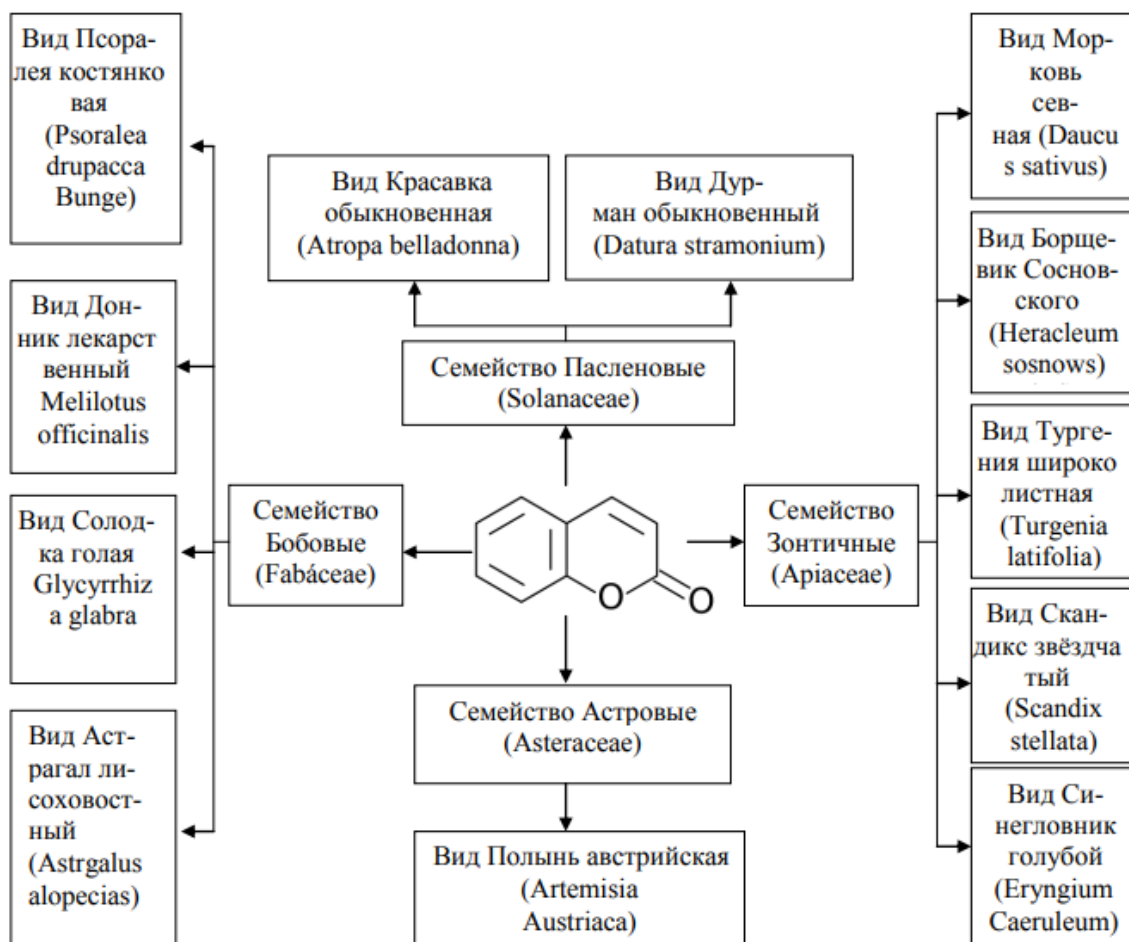 Вид Псора-
лея костянко
вая
(Psoralea
drupacca
Bunge)
Вид Дон-
ник лекарст
венный
Melilotus
officinalis
Вид Солод-
ка голая
Glycyrrhiz
a glabra
Вид Аст-
рагал ли-
соховост-
ный
(Astrgalus
alopecias)
Семейство
Бобовые
(Fabáceae)
Вид Красавка
обыкновенная
(Atropa belladonna)
Вид Дур-
ман обыкновенный
(Datura stramonium)
Семейство Пасленовые
(Solanaceae)
O
O
Семейство Астровые
(Asteraceae)
Вид Полынь австрийская
(Artemisia
Austriaca)
Семейство
Зонтичные
(Apiaceae)
Вид Мор-
ковь
сев-
ная (Daucu
s sativus)
Вид Борще-
вик Соснов-
ского
(Heracleum
sosnows)
Вид Турге-
ния широко
листная
(Turgenia
latifolia)
Вид Скан-
дикс звёздча
тый
(Scandix
stellata)
Вид Си-
негловник
голубой
(Eryngium
Caeruleum)